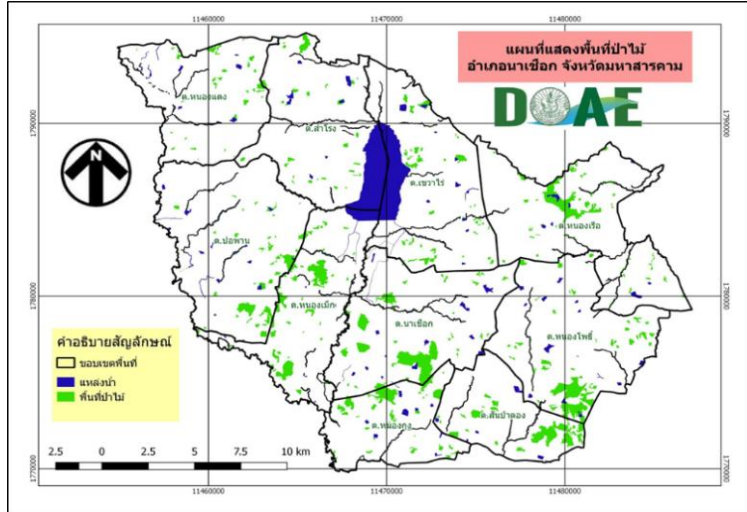 11460000 11470000 11480000
แผนที่แสดงพื้นที่ป่าไม้
อำเภอนาเชือก จังหวัดมหาสารคาม
DOAE
1790000 1790000
N
ต.หนองแดง
ต.สำโรง
ต.เขวาไร่
ต.หนองเรือ
ต.ปอพาน
1780000 1780000
ต.หนองเม็ก
ต.นาเชือก
ต.หนองโพธิ์
คำอธิบายสัญลักษณ์
ขอบเขตพื้นที่
แหล่งน้ำ
พื้นที่ป่าไม้
ต.หนองกุง
ต.สันป่าตอง
2.5 0 2.5 5 7.5 10 km
1770000 1770000
11460000 11470000 11480000